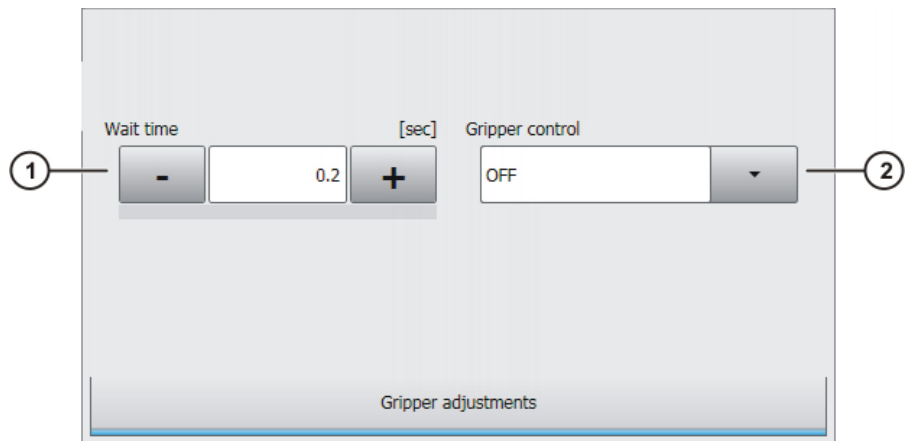 Wait time [sec] Gripper control
1 - 0.2 + OFF 2
Gripper adjustments